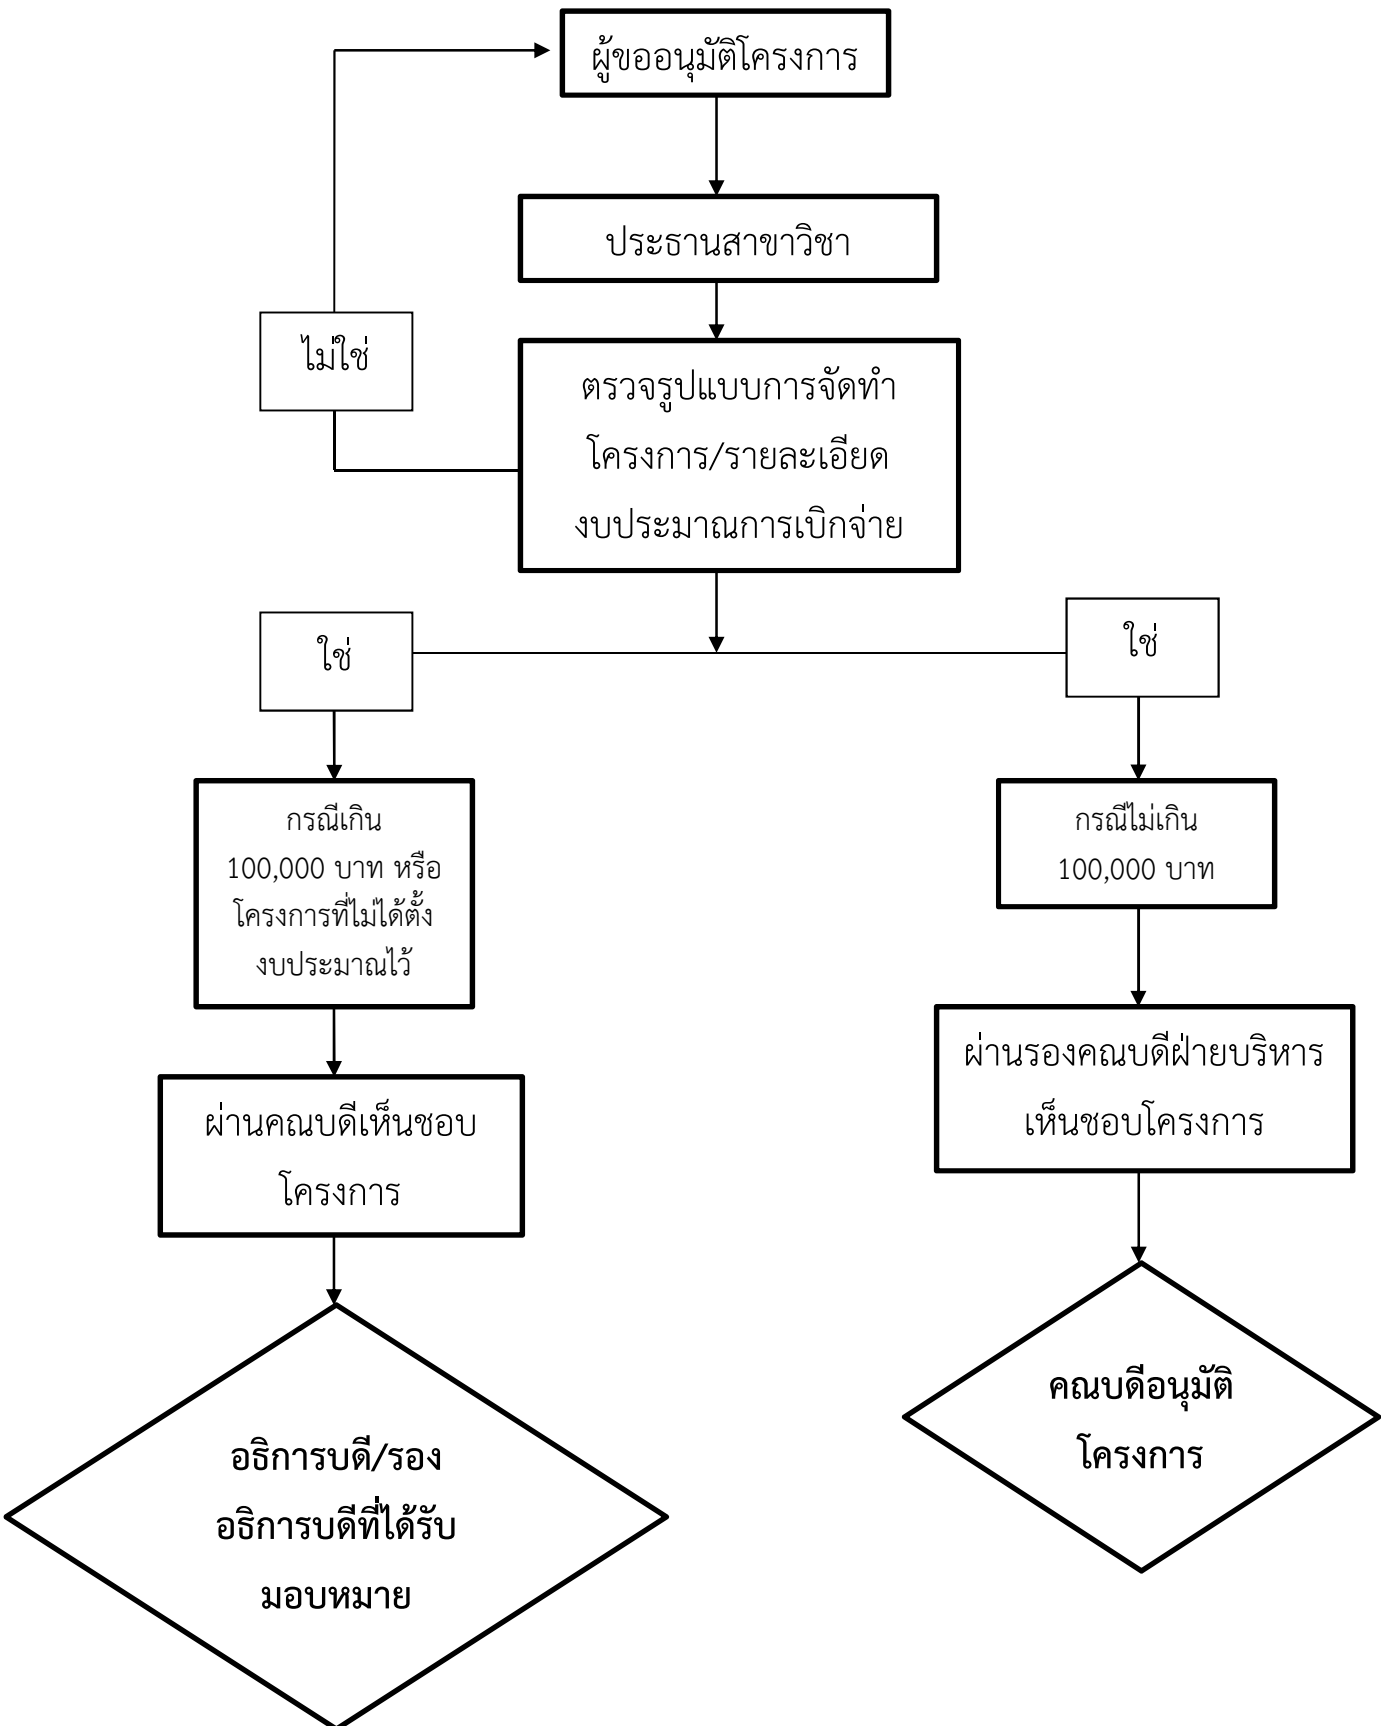 ผู้ขออนุมัติโครงการ
ประธานสาขาวิชา
ไม่ใช่
ตรวจรูปแบบการจัดทำ
โครงการ/รายละเอียด
งบประมาณการเบิกจ่าย
ใช่
ใช่
กรณีเกิน
100,000 บาท หรือ
โครงการที่ไม่ได้ตั้ง
งบประมาณไว้
กรณีไม่เกิน
100,000 บาท
ผ่านคณบดีเห็นชอบ
โครงการ
ผ่านรองคณบดีฝ่ายบริหาร
เห็นชอบโครงการ
อธิการบดี/รอง
อธิการบดีที่ได้รับ
มอบหมาย
คณบดีอนุมัติ
โครงการ